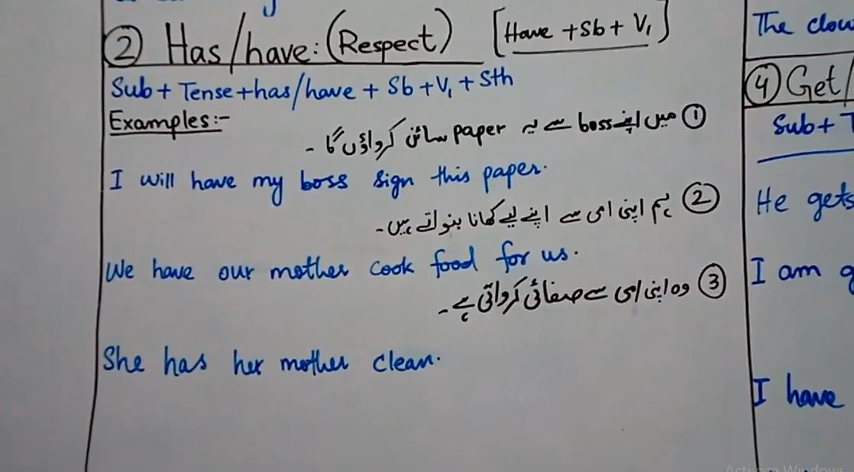 ② Has/have: (Respect) [Have + Sb + V₁]
Sub + Tense + has/have + Sb + V₁ + Sth
Examples:-
① میں اپنے boss سے یہ paper سائن کرواؤں گا ۔
I will have my boss sign this paper.
② ہم اپنی امی سے اپنے لیے کھانا بنواتے ہیں۔
We have our mother cook food for us.
③ وہ اپنی امی سے صفائی کرواتی ہے۔
She has her mother clean.
The clou
④ Get/
Sub + T
He gets
I am g
I have